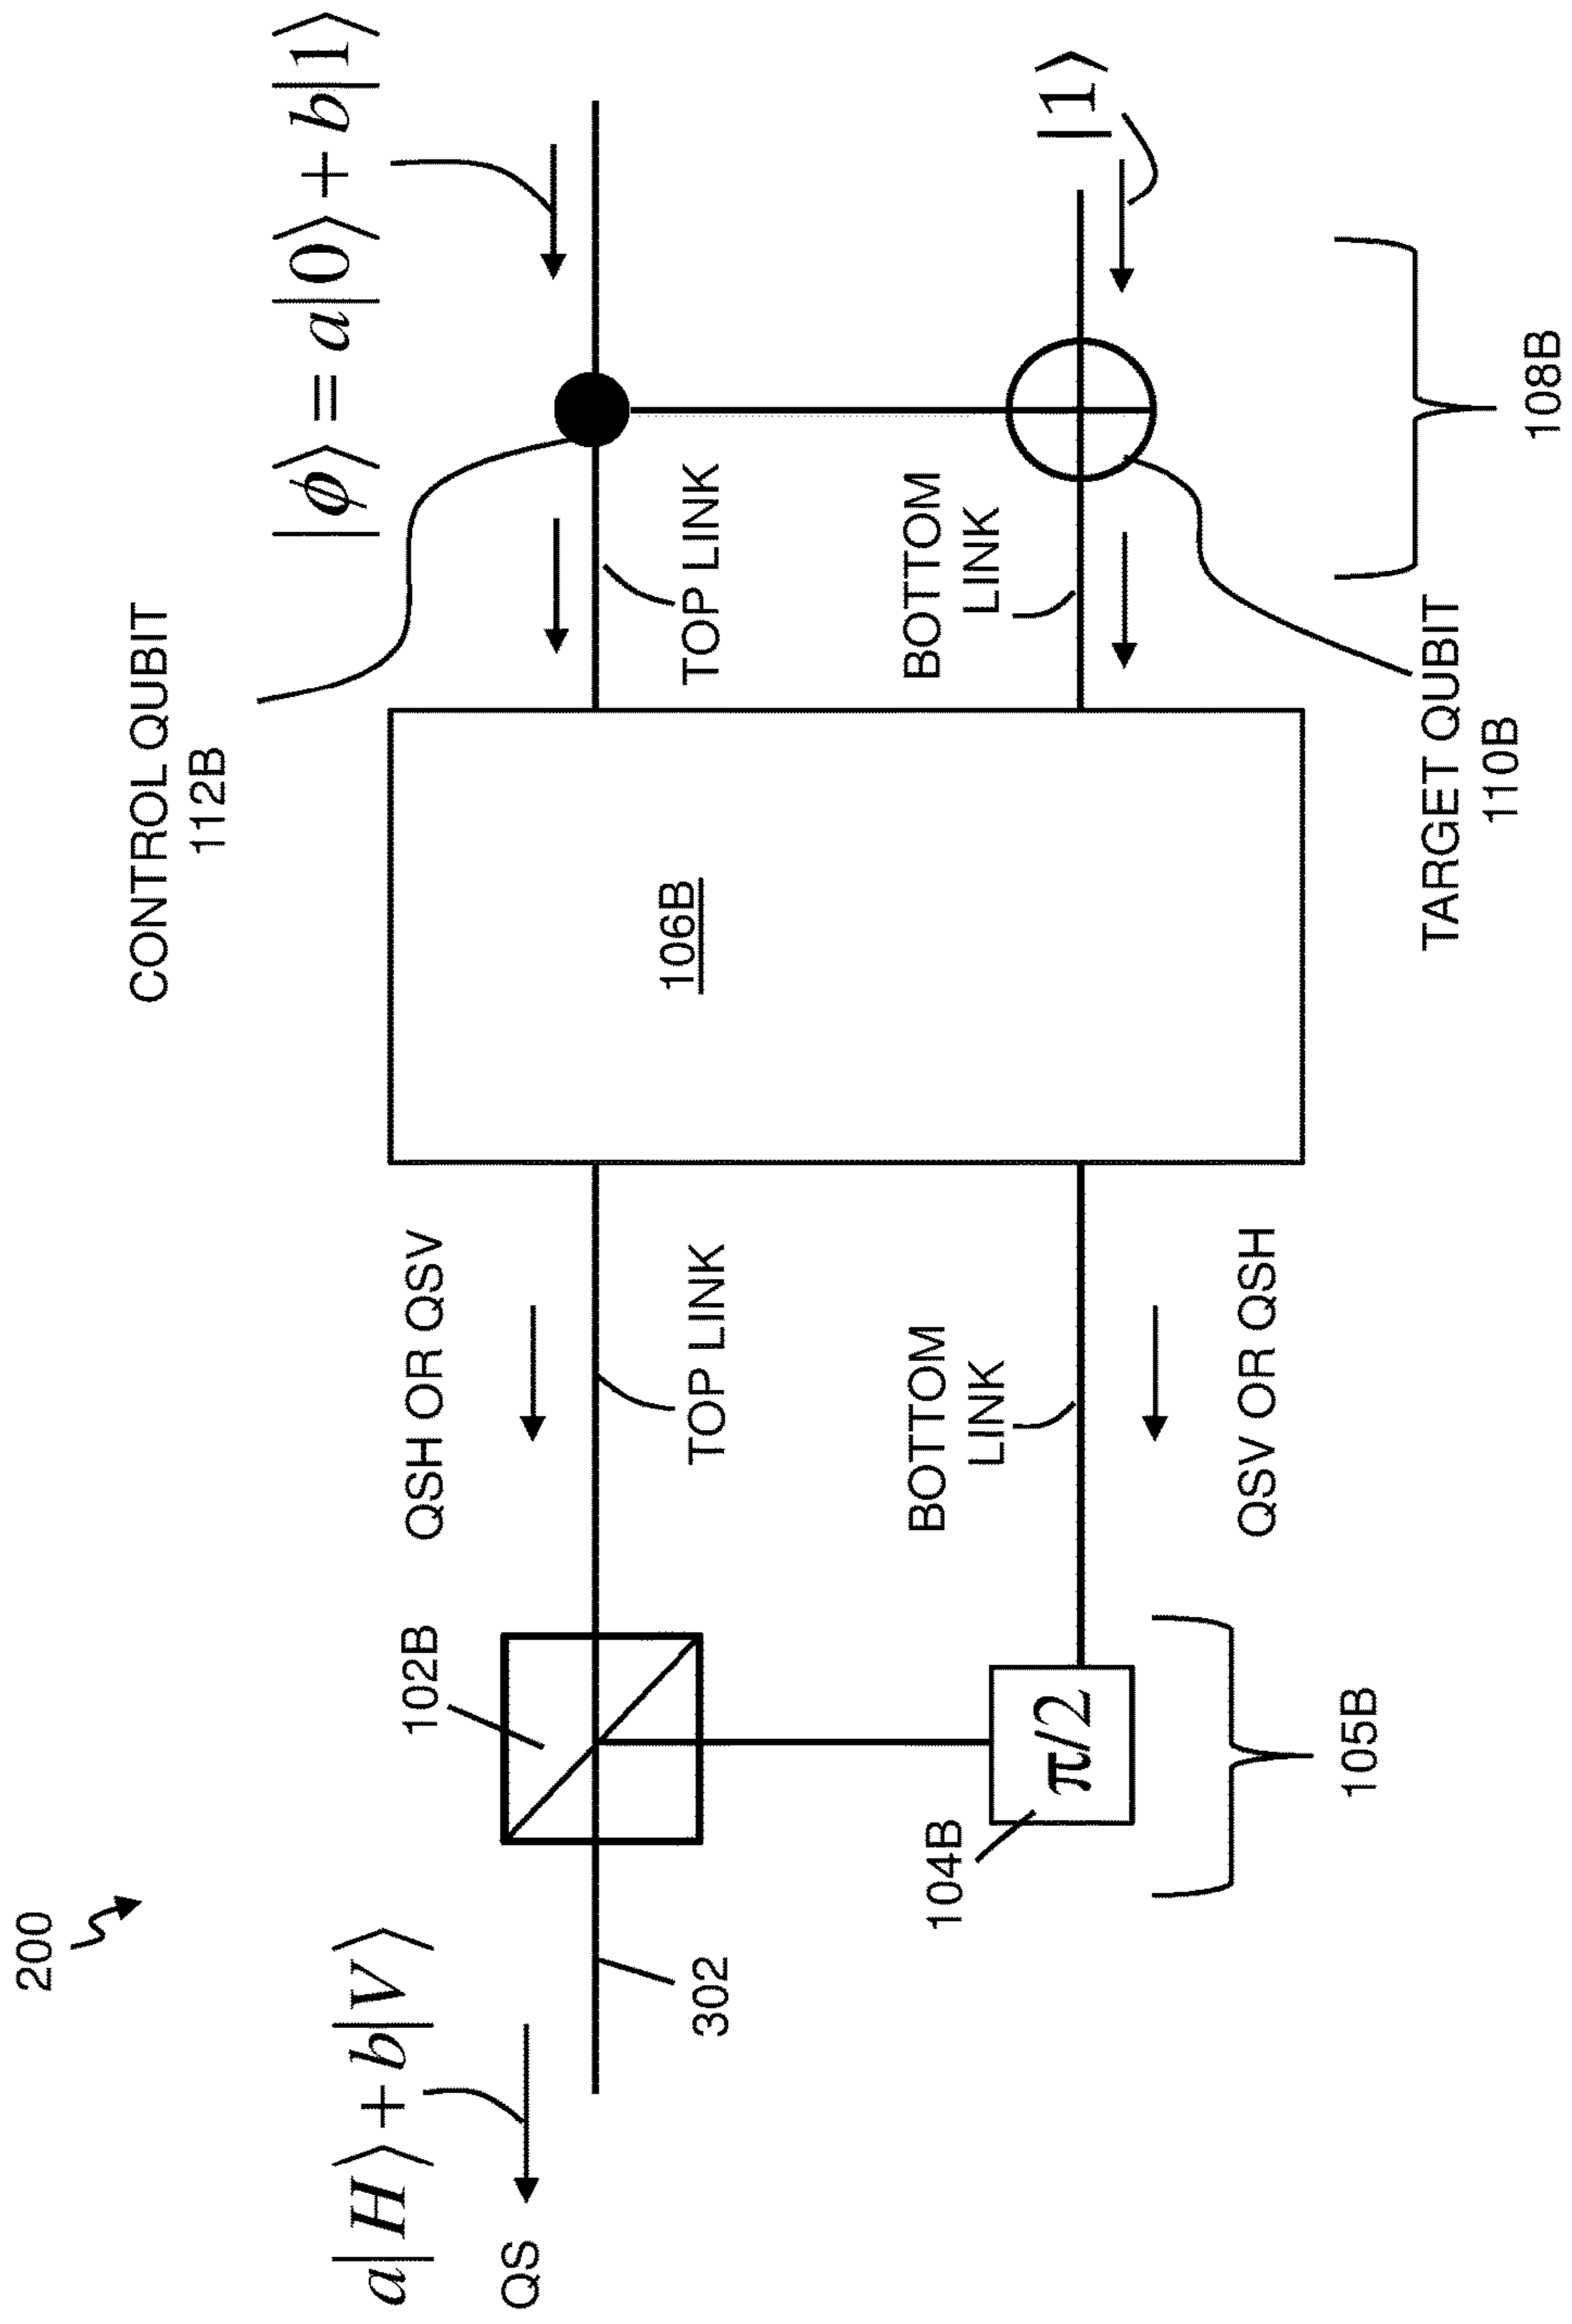 200
a|H⟩+b|V⟩
QS
302
102B
104B
π/2
105B
QSH OR QSV
TOP LINK
BOTTOM
LINK
QSV OR QSH
106B
CONTROL QUBIT
112B
TOP LINK
BOTTOM
LINK
TARGET QUBIT
110B
|ϕ⟩=a|0⟩+b|1⟩
|1⟩
108B